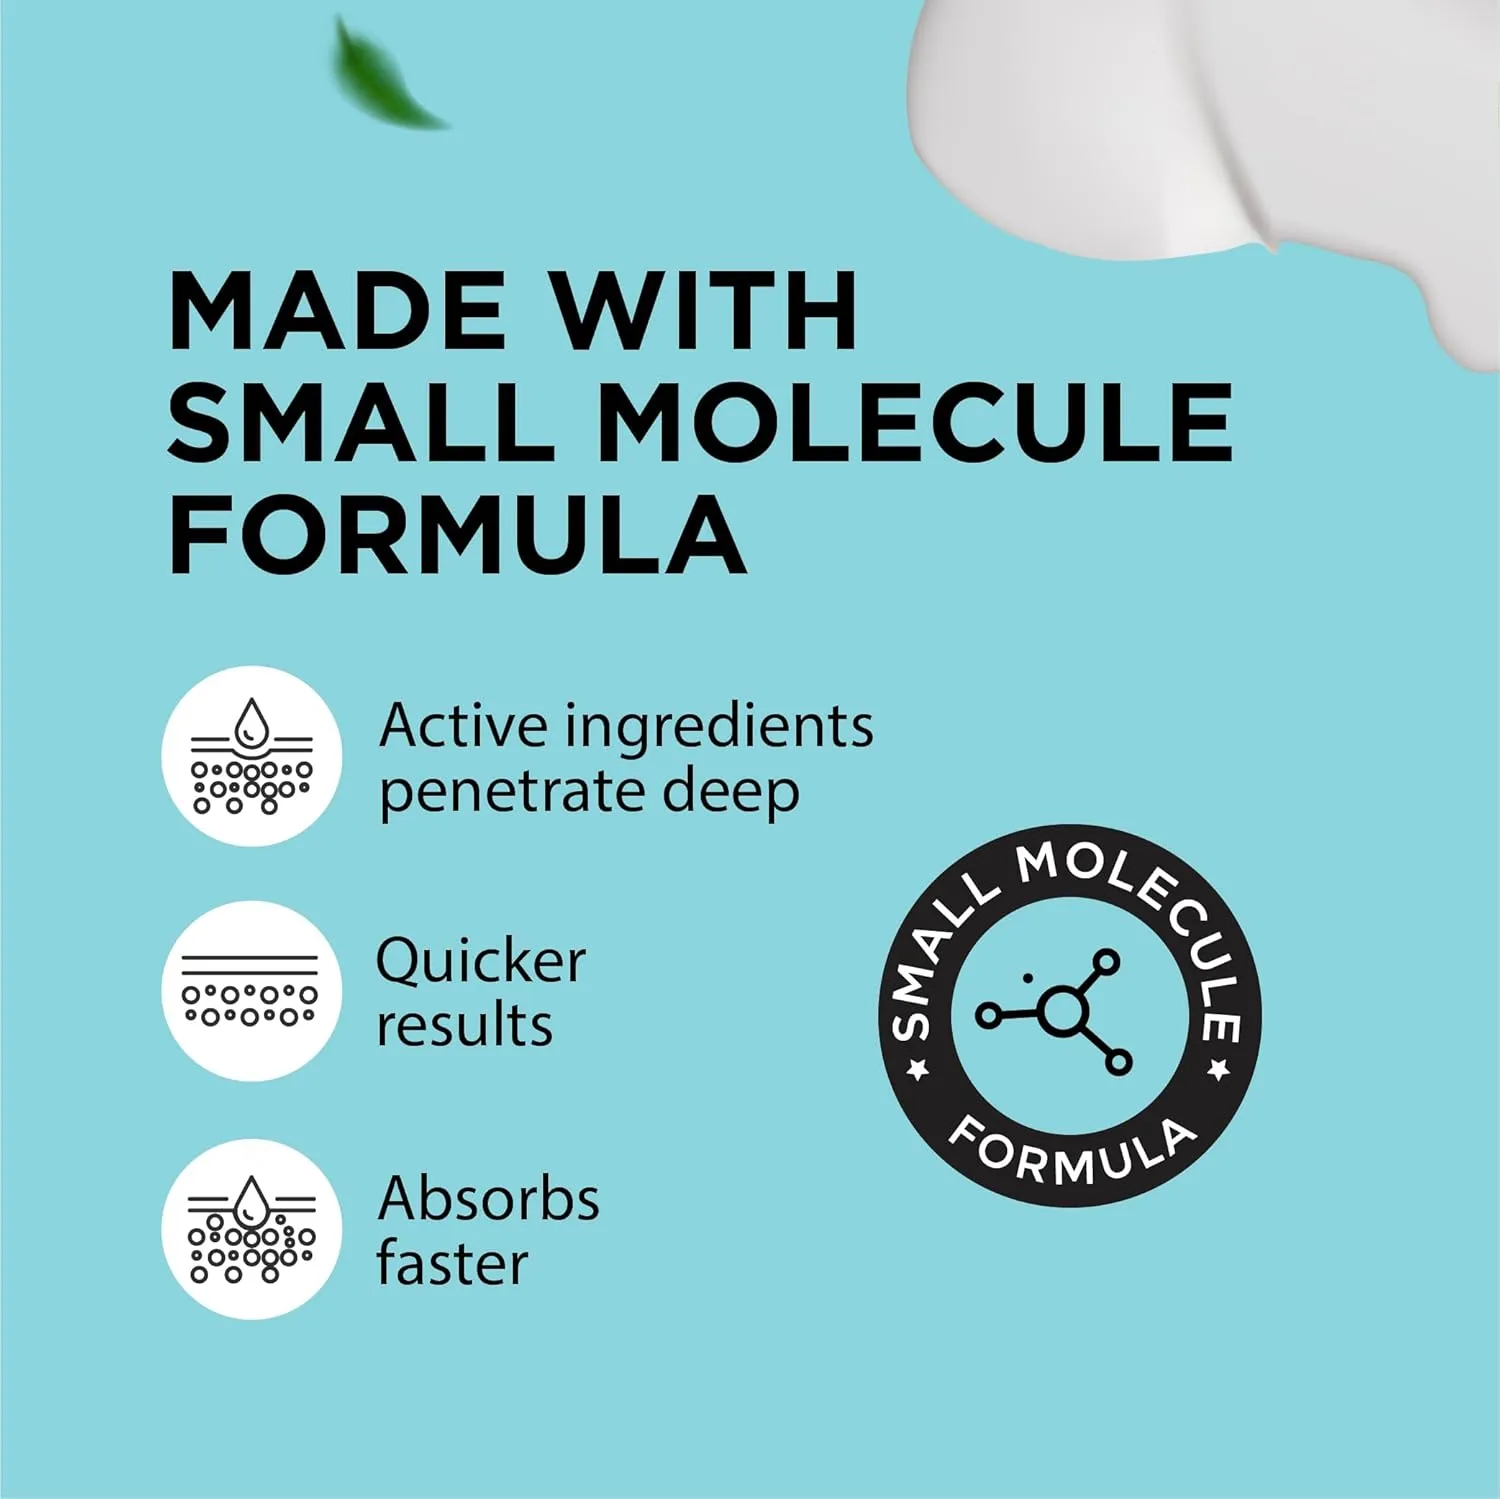 MADE WITH
SMALL MOLECULE
FORMULA
Active ingredients
penetrate deep
Quicker
results
Absorbs
faster
SMALL MOLECULE
FORMULA